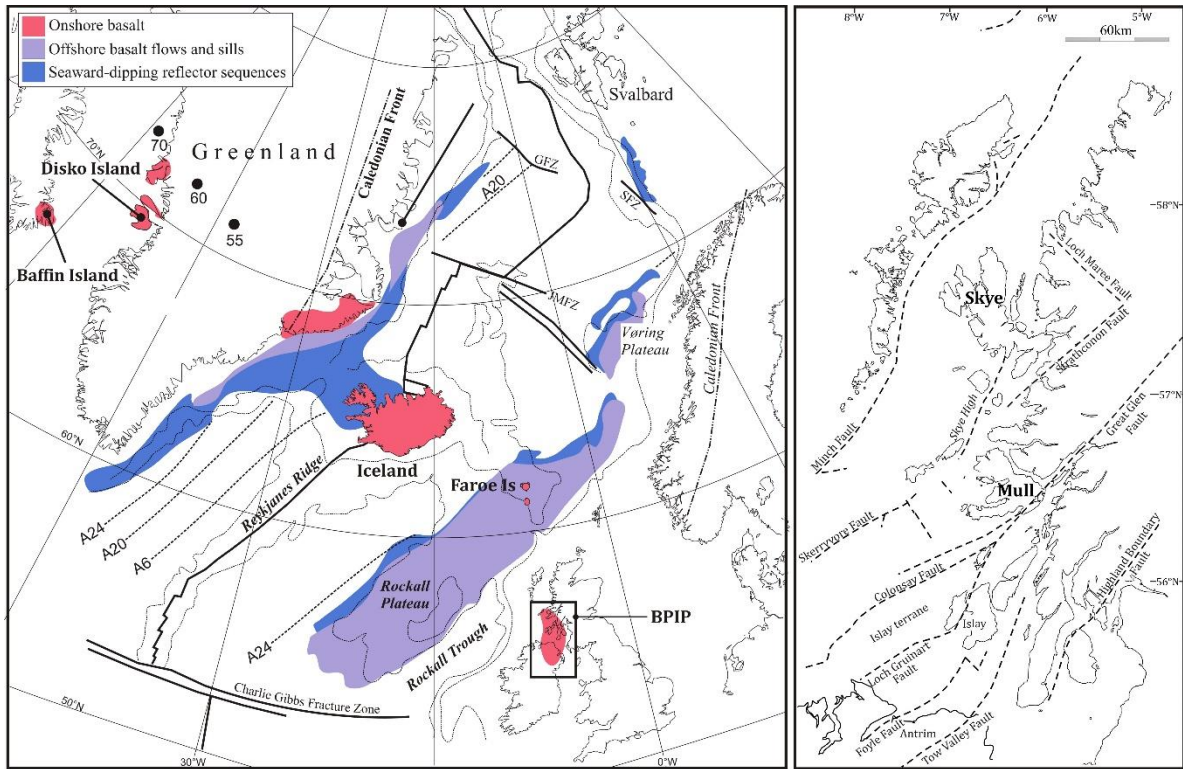 Onshore basalt
Offshore basalt flows and sills
Seaward-dipping reflector sequences
Svalbard
70°N
70
Greenland
Disko Island
60
55
Caledonian Front
GFZ
A20
SFZ
Baffin Island
JMFZ
Vøring
Plateau
Caledonian Front
60°N
Iceland
Faroe Is
Reykjanes Ridge
A24
A20
A6
Rockall
Plateau
BPIP
A24
Rockall Trough
Charlie Gibbs Fracture Zone
50°N
30°W
0°W
8°W
7°W
6°W
5°W
60km
58°N
Loch Maree Fault
Skye
Strathconon Fault
57°N
Great Glen
Fault
Minch Fault
Skye High
Mull
Skerryvore Fault
Colonsay Fault
Highland Boundary
Fault
56°N
Islay terrane
Islay
Loch Gruinart
Fault
Foyle Fault
Antrim
Tow Valley Fault